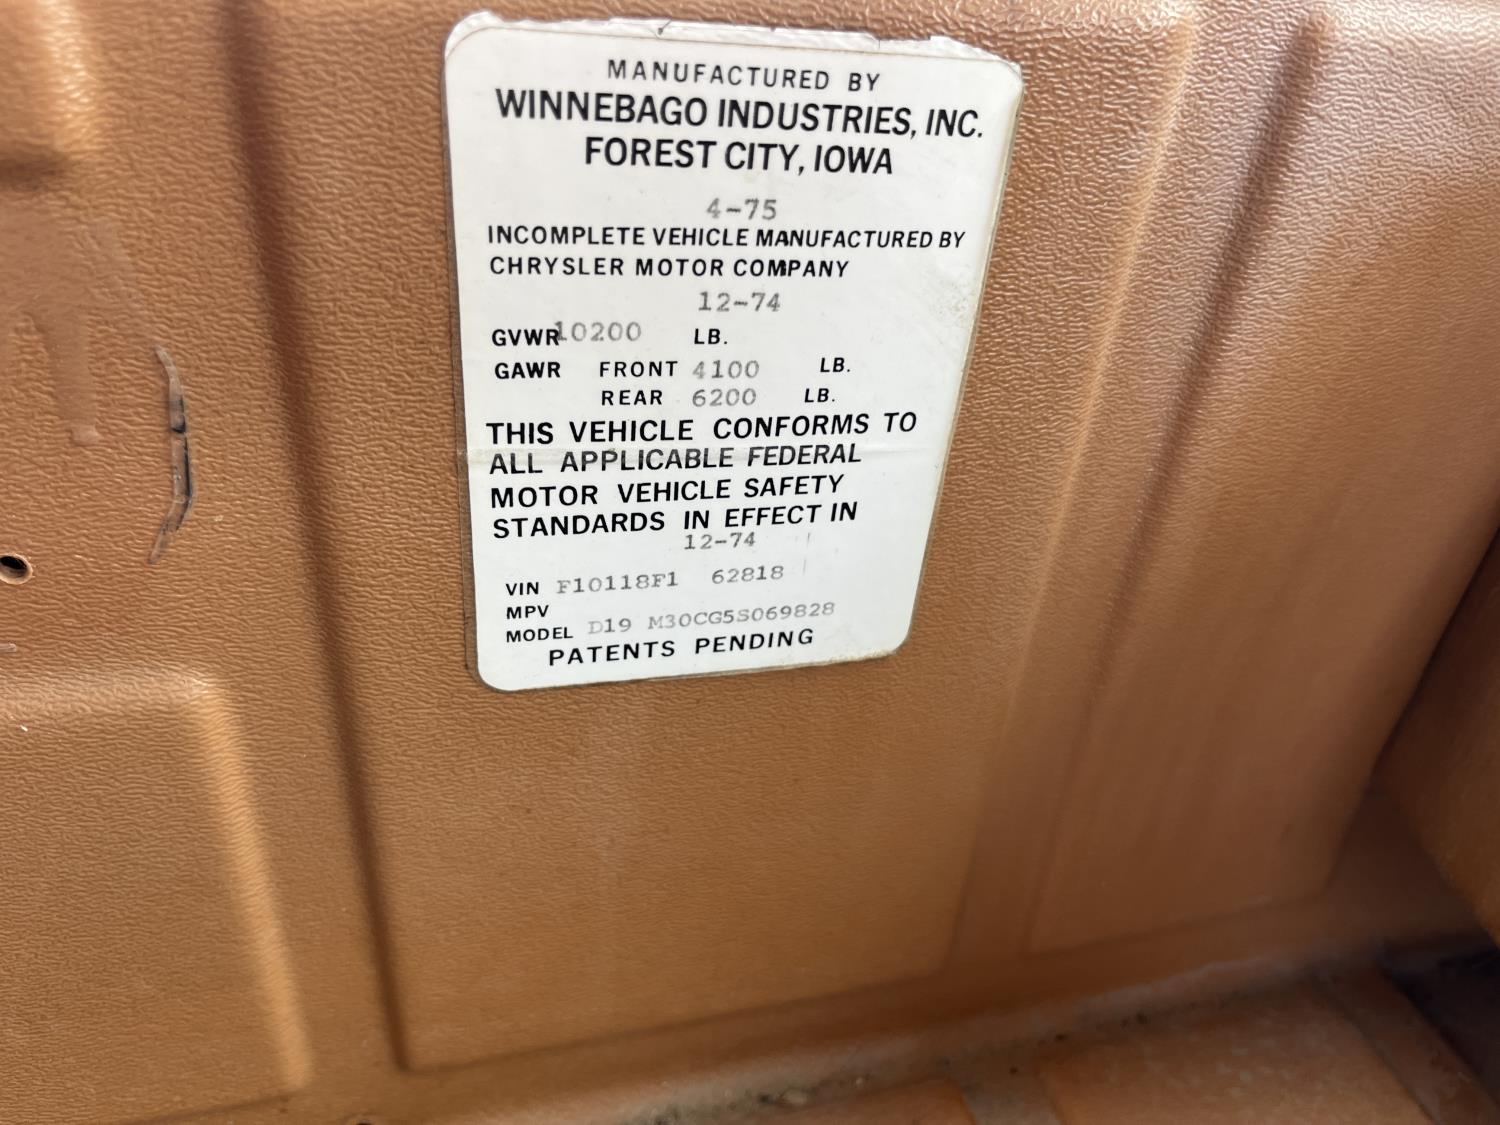 MANUFACTURED BY
WINNEBAGO INDUSTRIES, INC.
FOREST CITY, IOWA
4-75
INCOMPLETE VEHICLE MANUFACTURED BY
CHRYSLER MOTOR COMPANY
12-74
GVWR 10200 LB.
GAWR FRONT 4100 LB.
REAR 6200 LB.
THIS VEHICLE CONFORMS TO
ALL APPLICABLE FEDERAL
MOTOR VEHICLE SAFETY
STANDARDS IN EFFECT IN
12-74
VIN F10118F1 62818
MPV
MODEL D19 M30CG5S069828
PATENTS PENDING